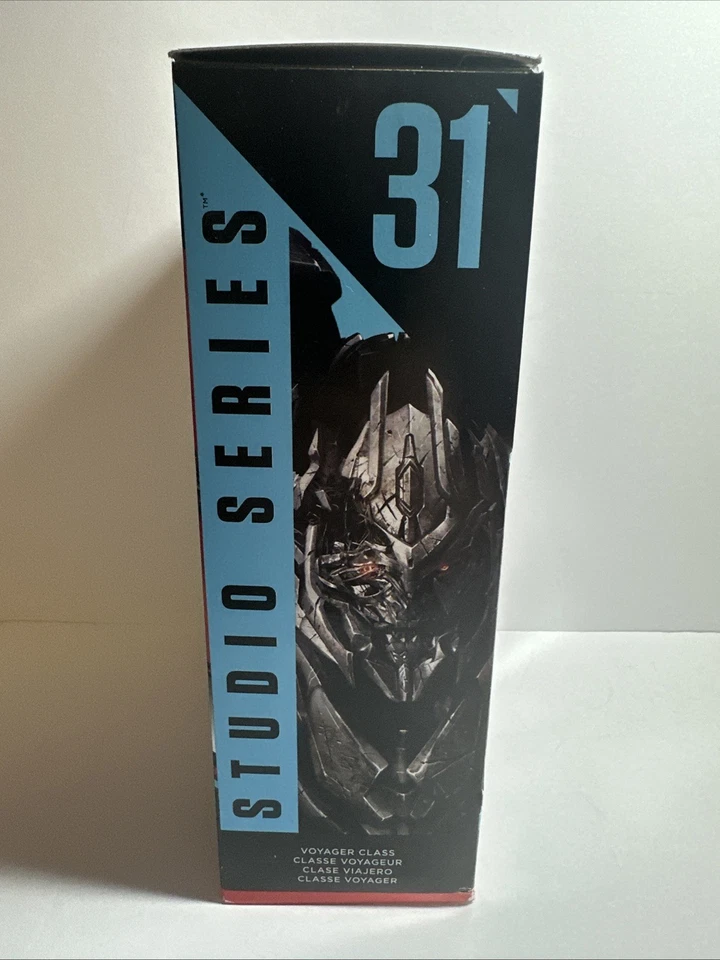 31
STUDIO SERIES™*
VOYAGER CLASS
CLASSE VOYAGEUR
CLASE VIAJERO
CLASSE VOYAGER